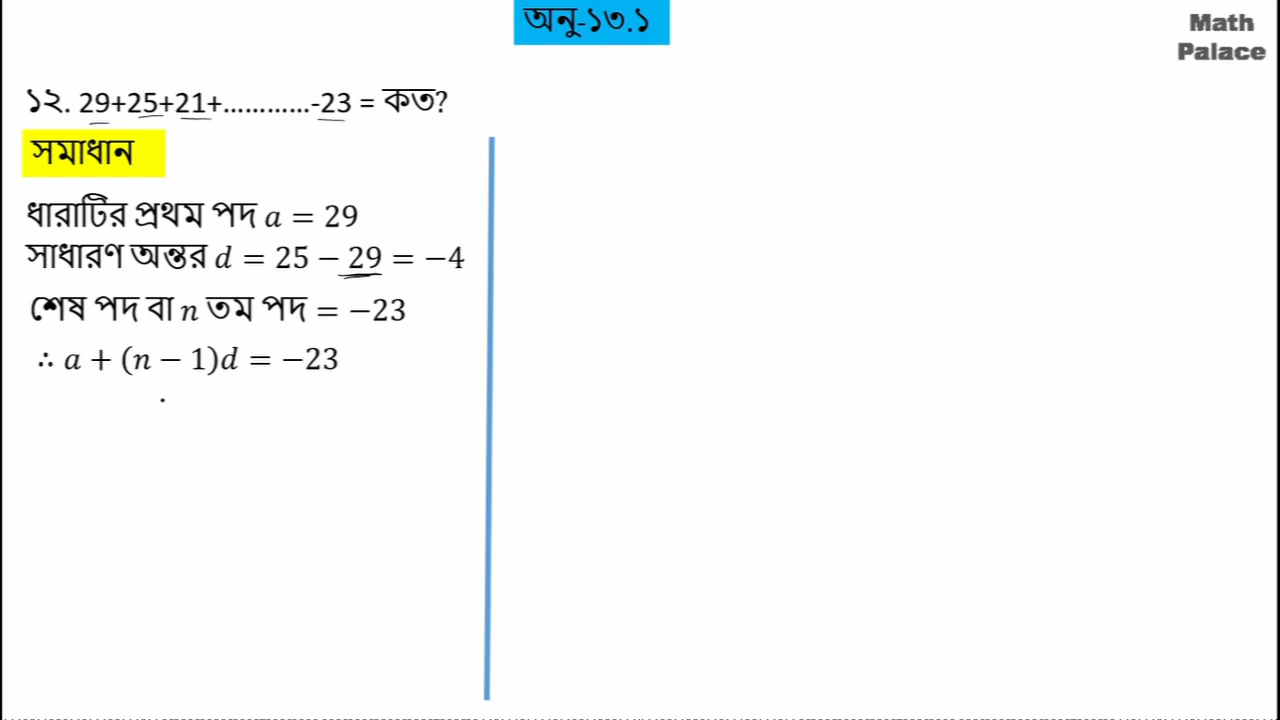 অনু-১৩.১
Math
Palace
১২. 29+25+21+............-23 = কত?
সমাধান
ধারাটির প্রথম পদ a = 29
সাধারণ অন্তর d = 25 − 29 = −4
শেষ পদ বা n তম পদ = −23
∴ a + (n − 1)d = −23